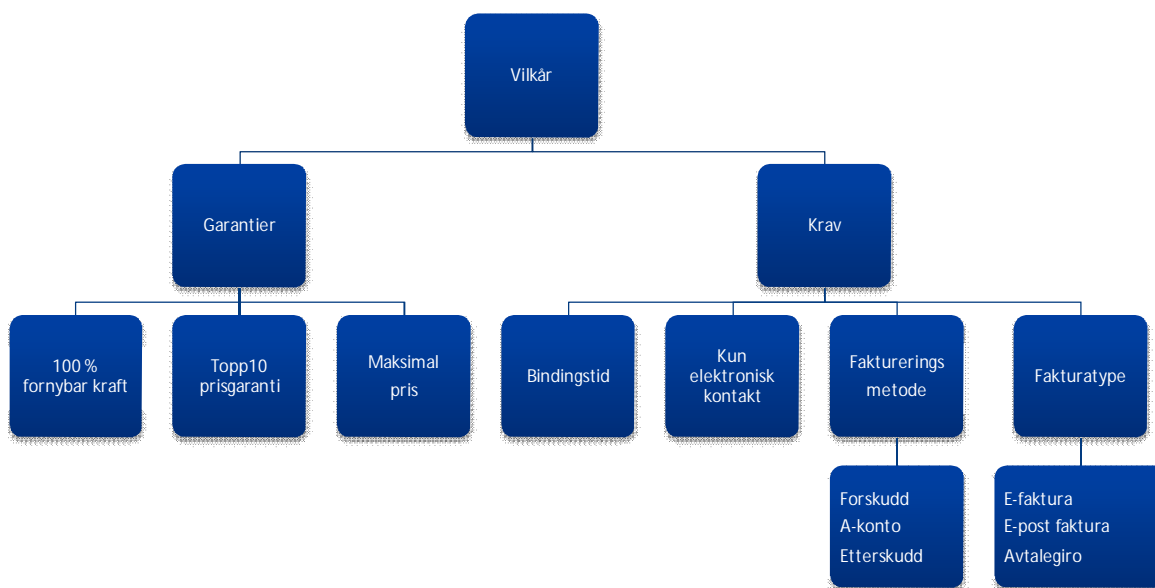 Vilkår
Garantier
Krav
100 %
fornybar kraft
Topp10
prisgaranti
Maksimal
pris
Bindingstid
Kun
elektronisk
kontakt
Fakturerings
metode
Fakturatype
Forskudd
A-konto
Etterskudd
E-faktura
E-post faktura
Avtalegiro